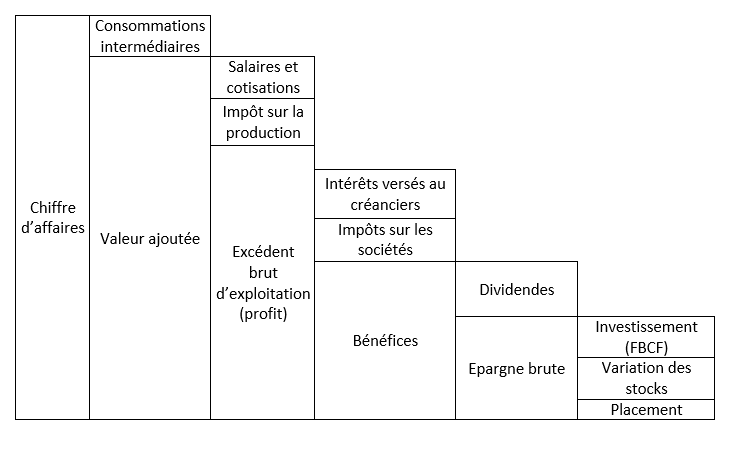 Consommations
intermédiaires
Salaires et
cotisations
Impôt sur la
production
Intérêts versés au
créanciers
Chiffre
d’affaires
Valeur ajoutée
Impôts sur les
sociétés
Excédent
brut
d’exploitation
(profit)
Dividendes
Bénéfices
Investissement
(FBCF)
Epargne brute
Variation des
stocks
Placement